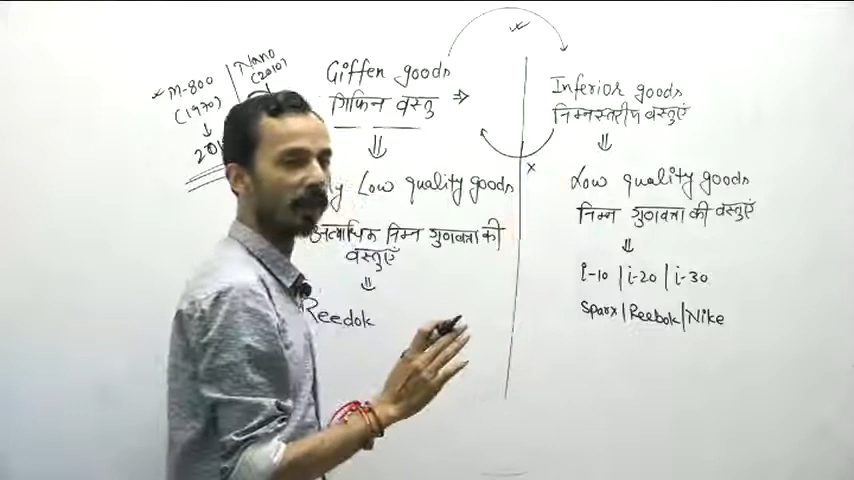 M-800
(1970)
Nano
(2010)
Giffen goods
गिफिन वस्तु
Low quality goods
अत्याधिक निम्न गुणवत्ता की
वस्तुएँ
Reedok
Inferior goods
निम्नस्तरीय वस्तुएं
Low quality goods
निम्न गुणवत्ता की वस्तुएं
i-10 | i-20 | i-30
Sparx | Reebok | Nike